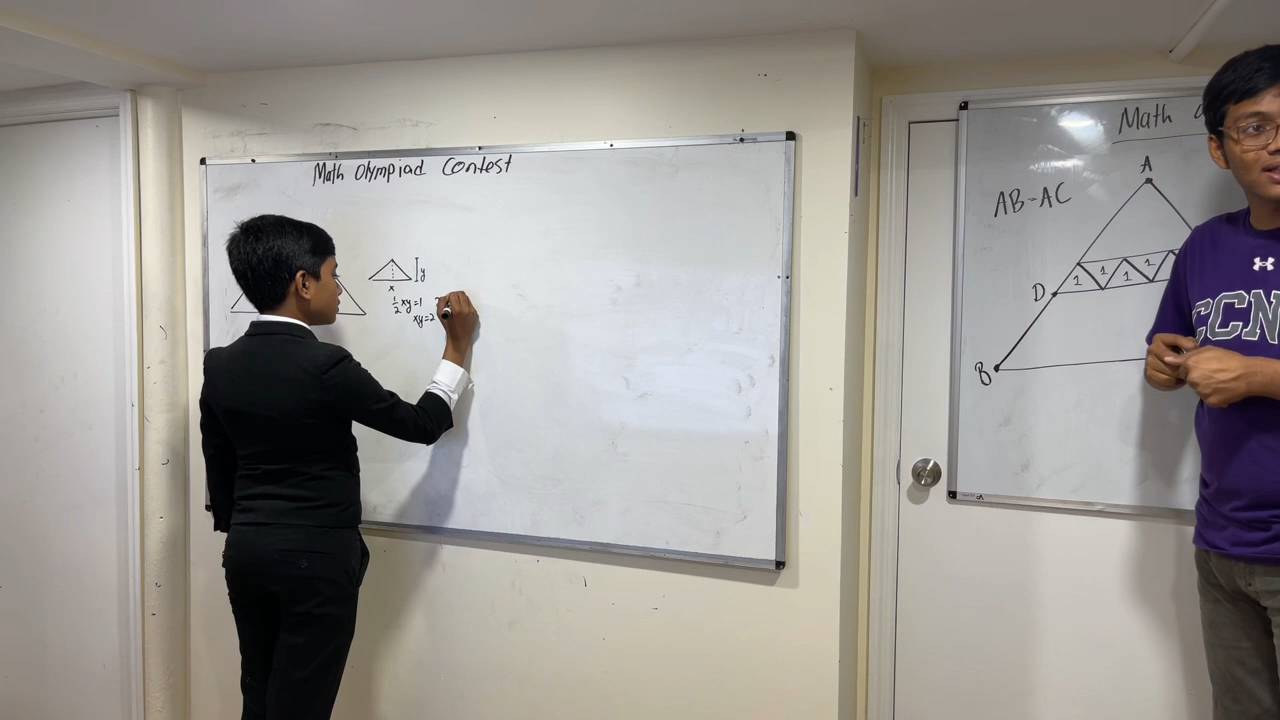 Math Olympiad Contest
y
x
½xy=1
xy=2
Math
A
AB=AC
1 1 1 1
D
B
CCN